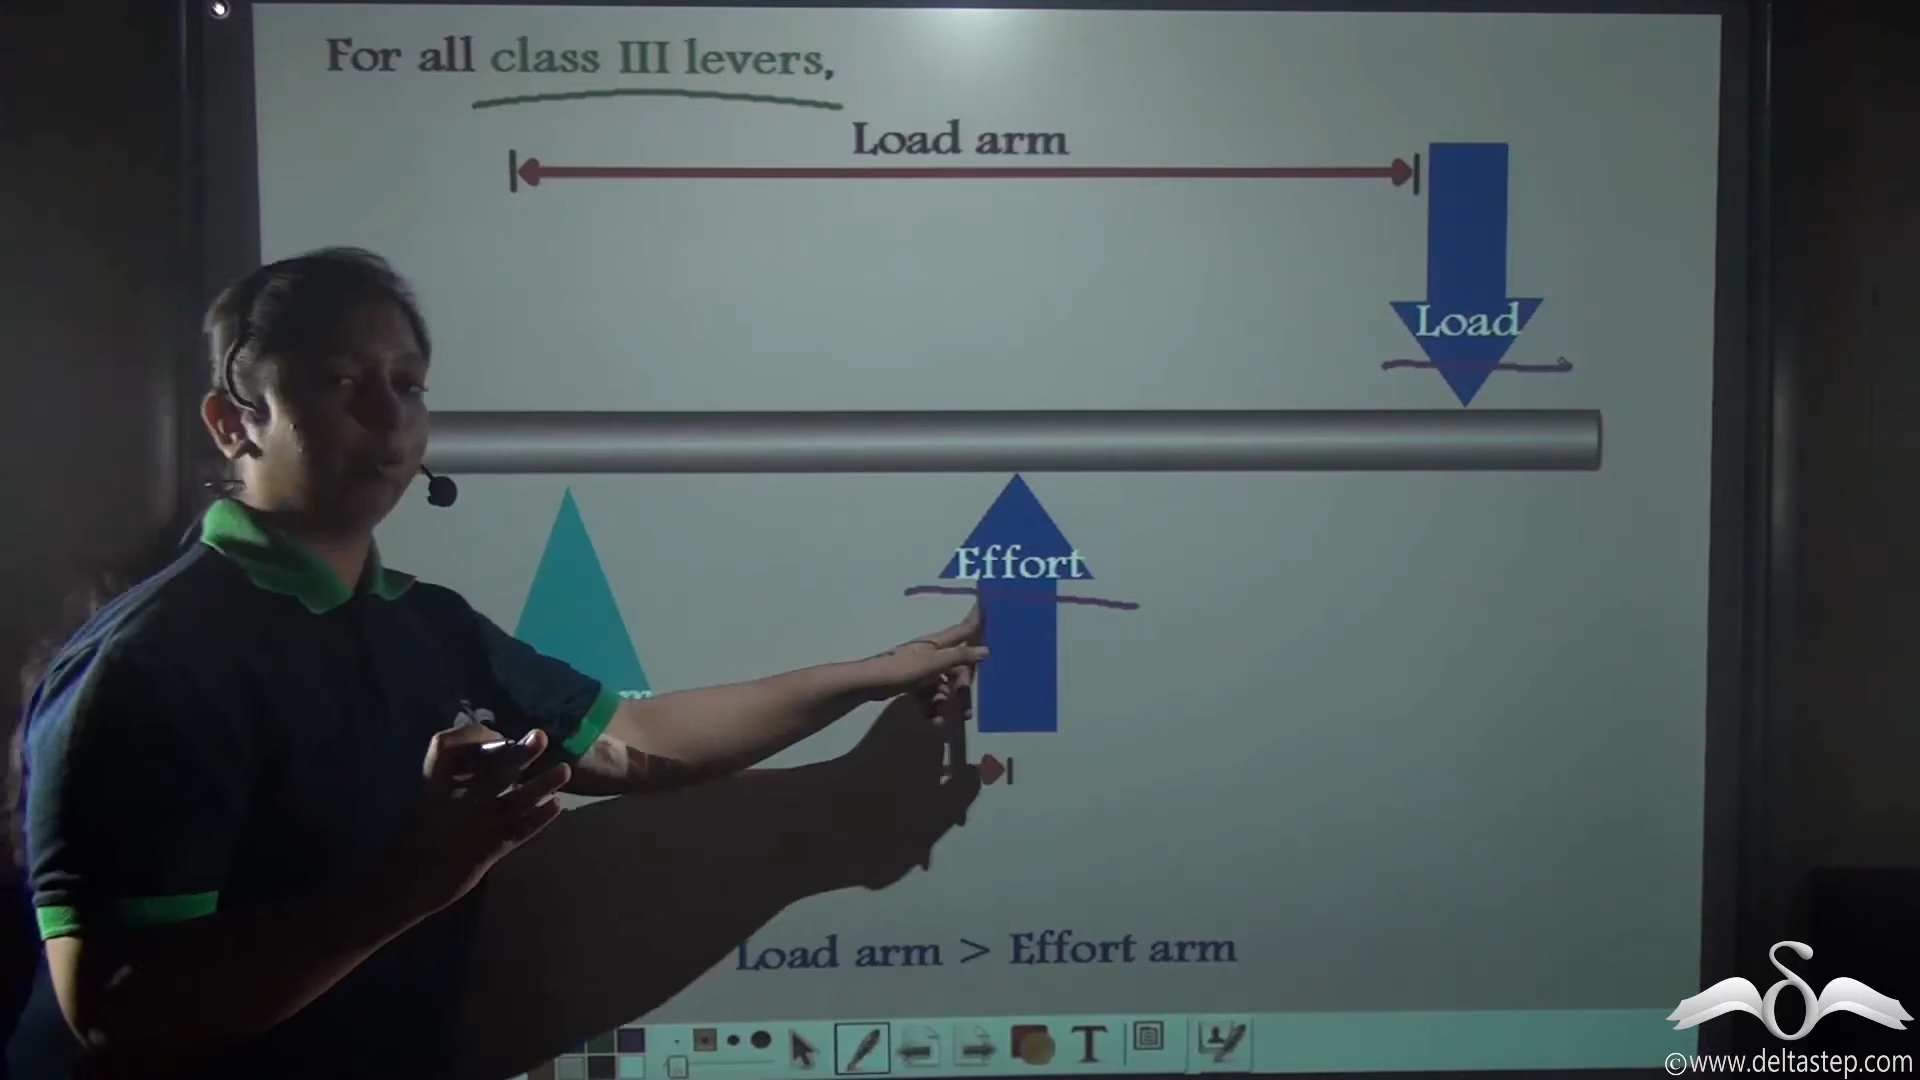 For all class III levers,
Load arm
Load
Effort
Load arm > Effort arm
T
©www.deltastep.com